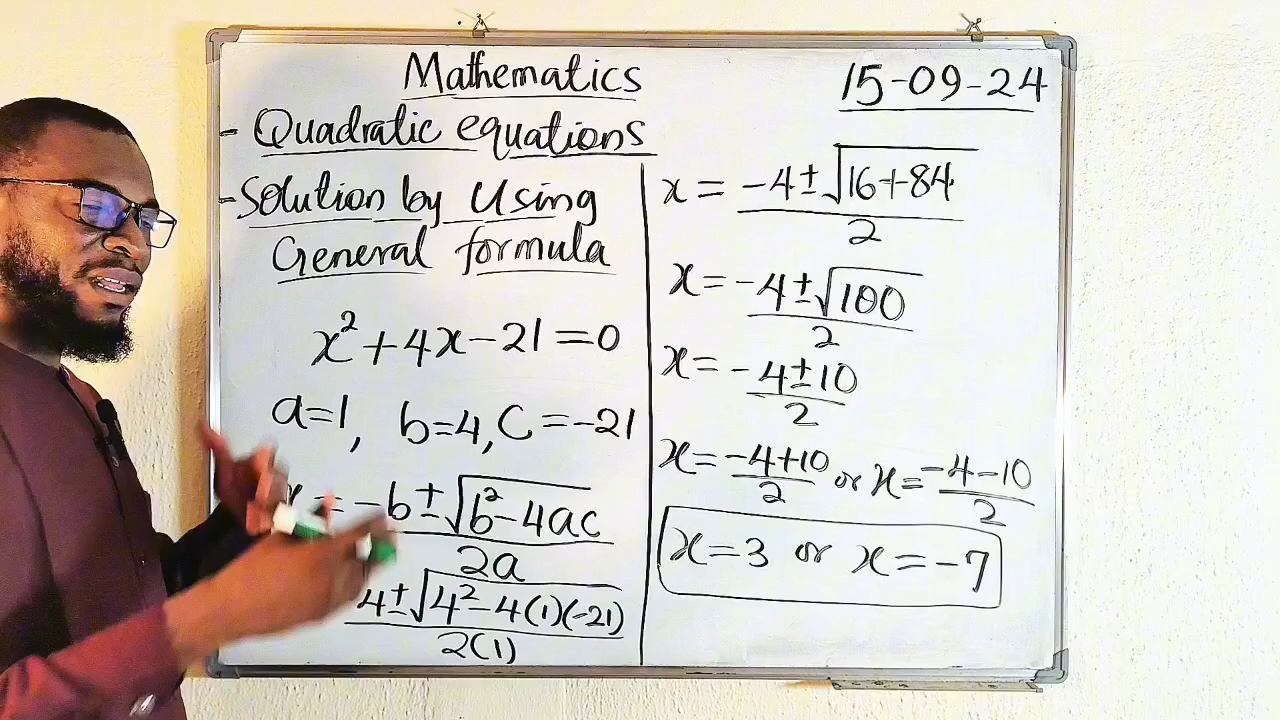 Mathematics
15-09-24
- Quadratic equations
- Solution by Using
General formula
x² + 4x - 21 = 0
a = 1, b = 4, C = -21
= -b ± √(b² - 4ac)
2a
4 ± √(4² - 4(1)(-21))
2(1)
x = -4 ± √(16 + 84)
2
x = -4 ± √100
2
x = -4 ± 10
2
x = -4 + 10 or x = -4 - 10
2 2
x = 3 or x = -7